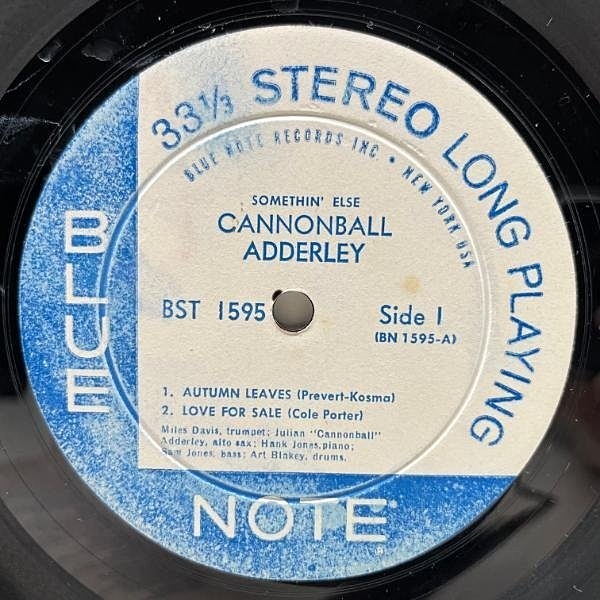 33⅓ STEREO LONG PLAYING
BLUE NOTE RECORDS INC • NEW YORK USA
SOMETHIN' ELSE
CANNONBALL
ADDERLEY
BST 1595
Side 1
(BN 1595-A)
1. AUTUMN LEAVES (Prevert-Kosma)
2. LOVE FOR SALE (Cole Porter)
Miles Davis, trumpet; Julian "Cannonball"
Adderley, alto sax; Hank Jones, piano;
Sam Jones, bass; Art Blakey, drums.
BLUE
NOTE®